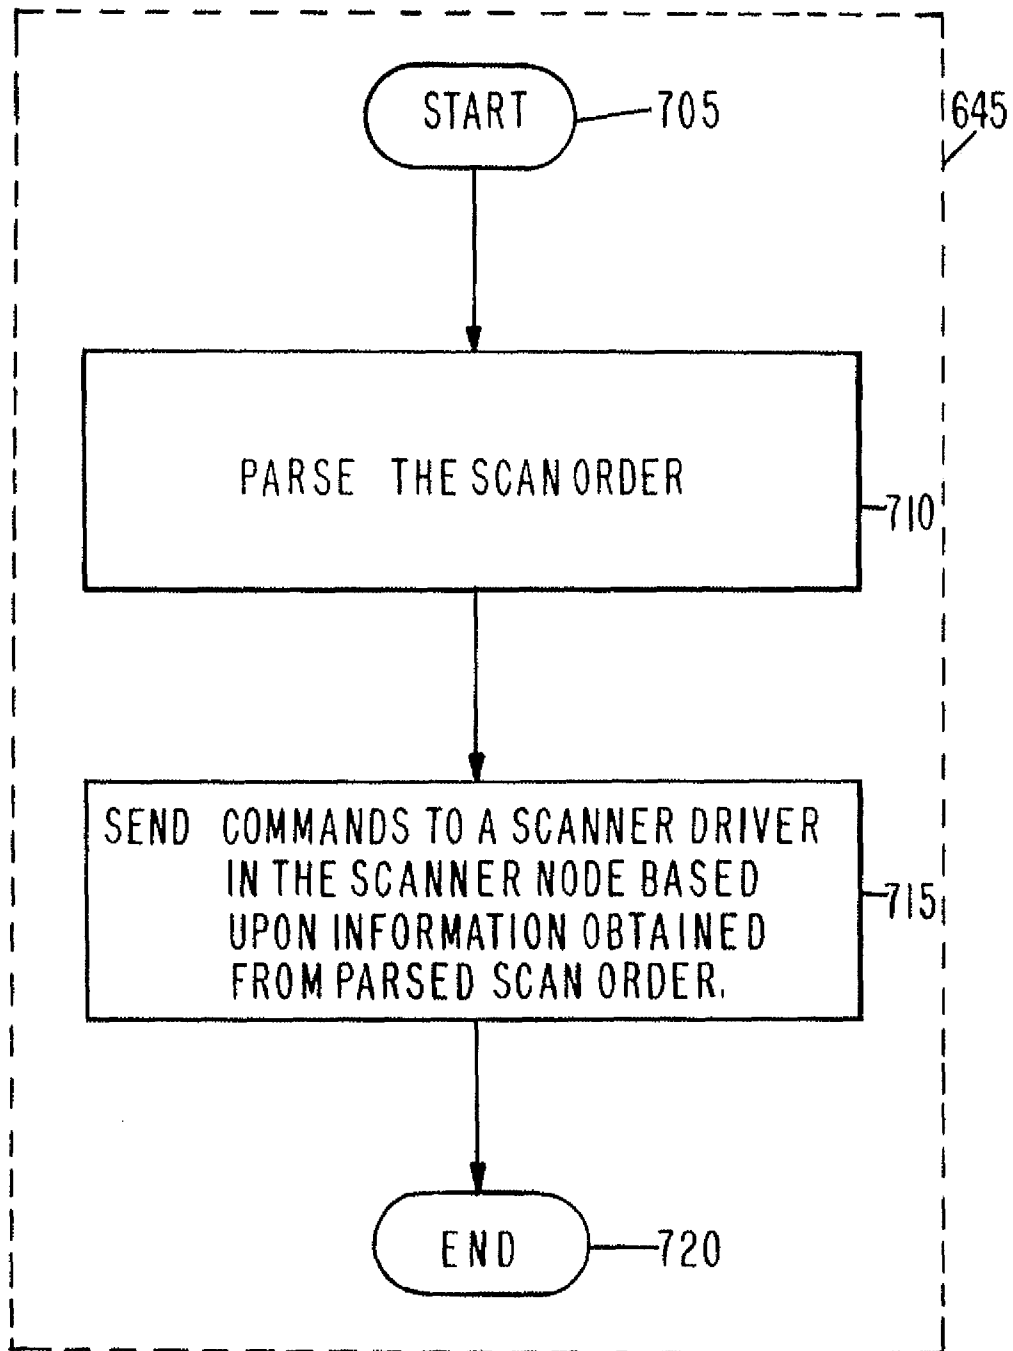 START
705
645
PARSE THE SCAN ORDER
710
SEND COMMANDS TO A SCANNER DRIVER
IN THE SCANNER NODE BASED
UPON INFORMATION OBTAINED
FROM PARSED SCAN ORDER.
715
END
720